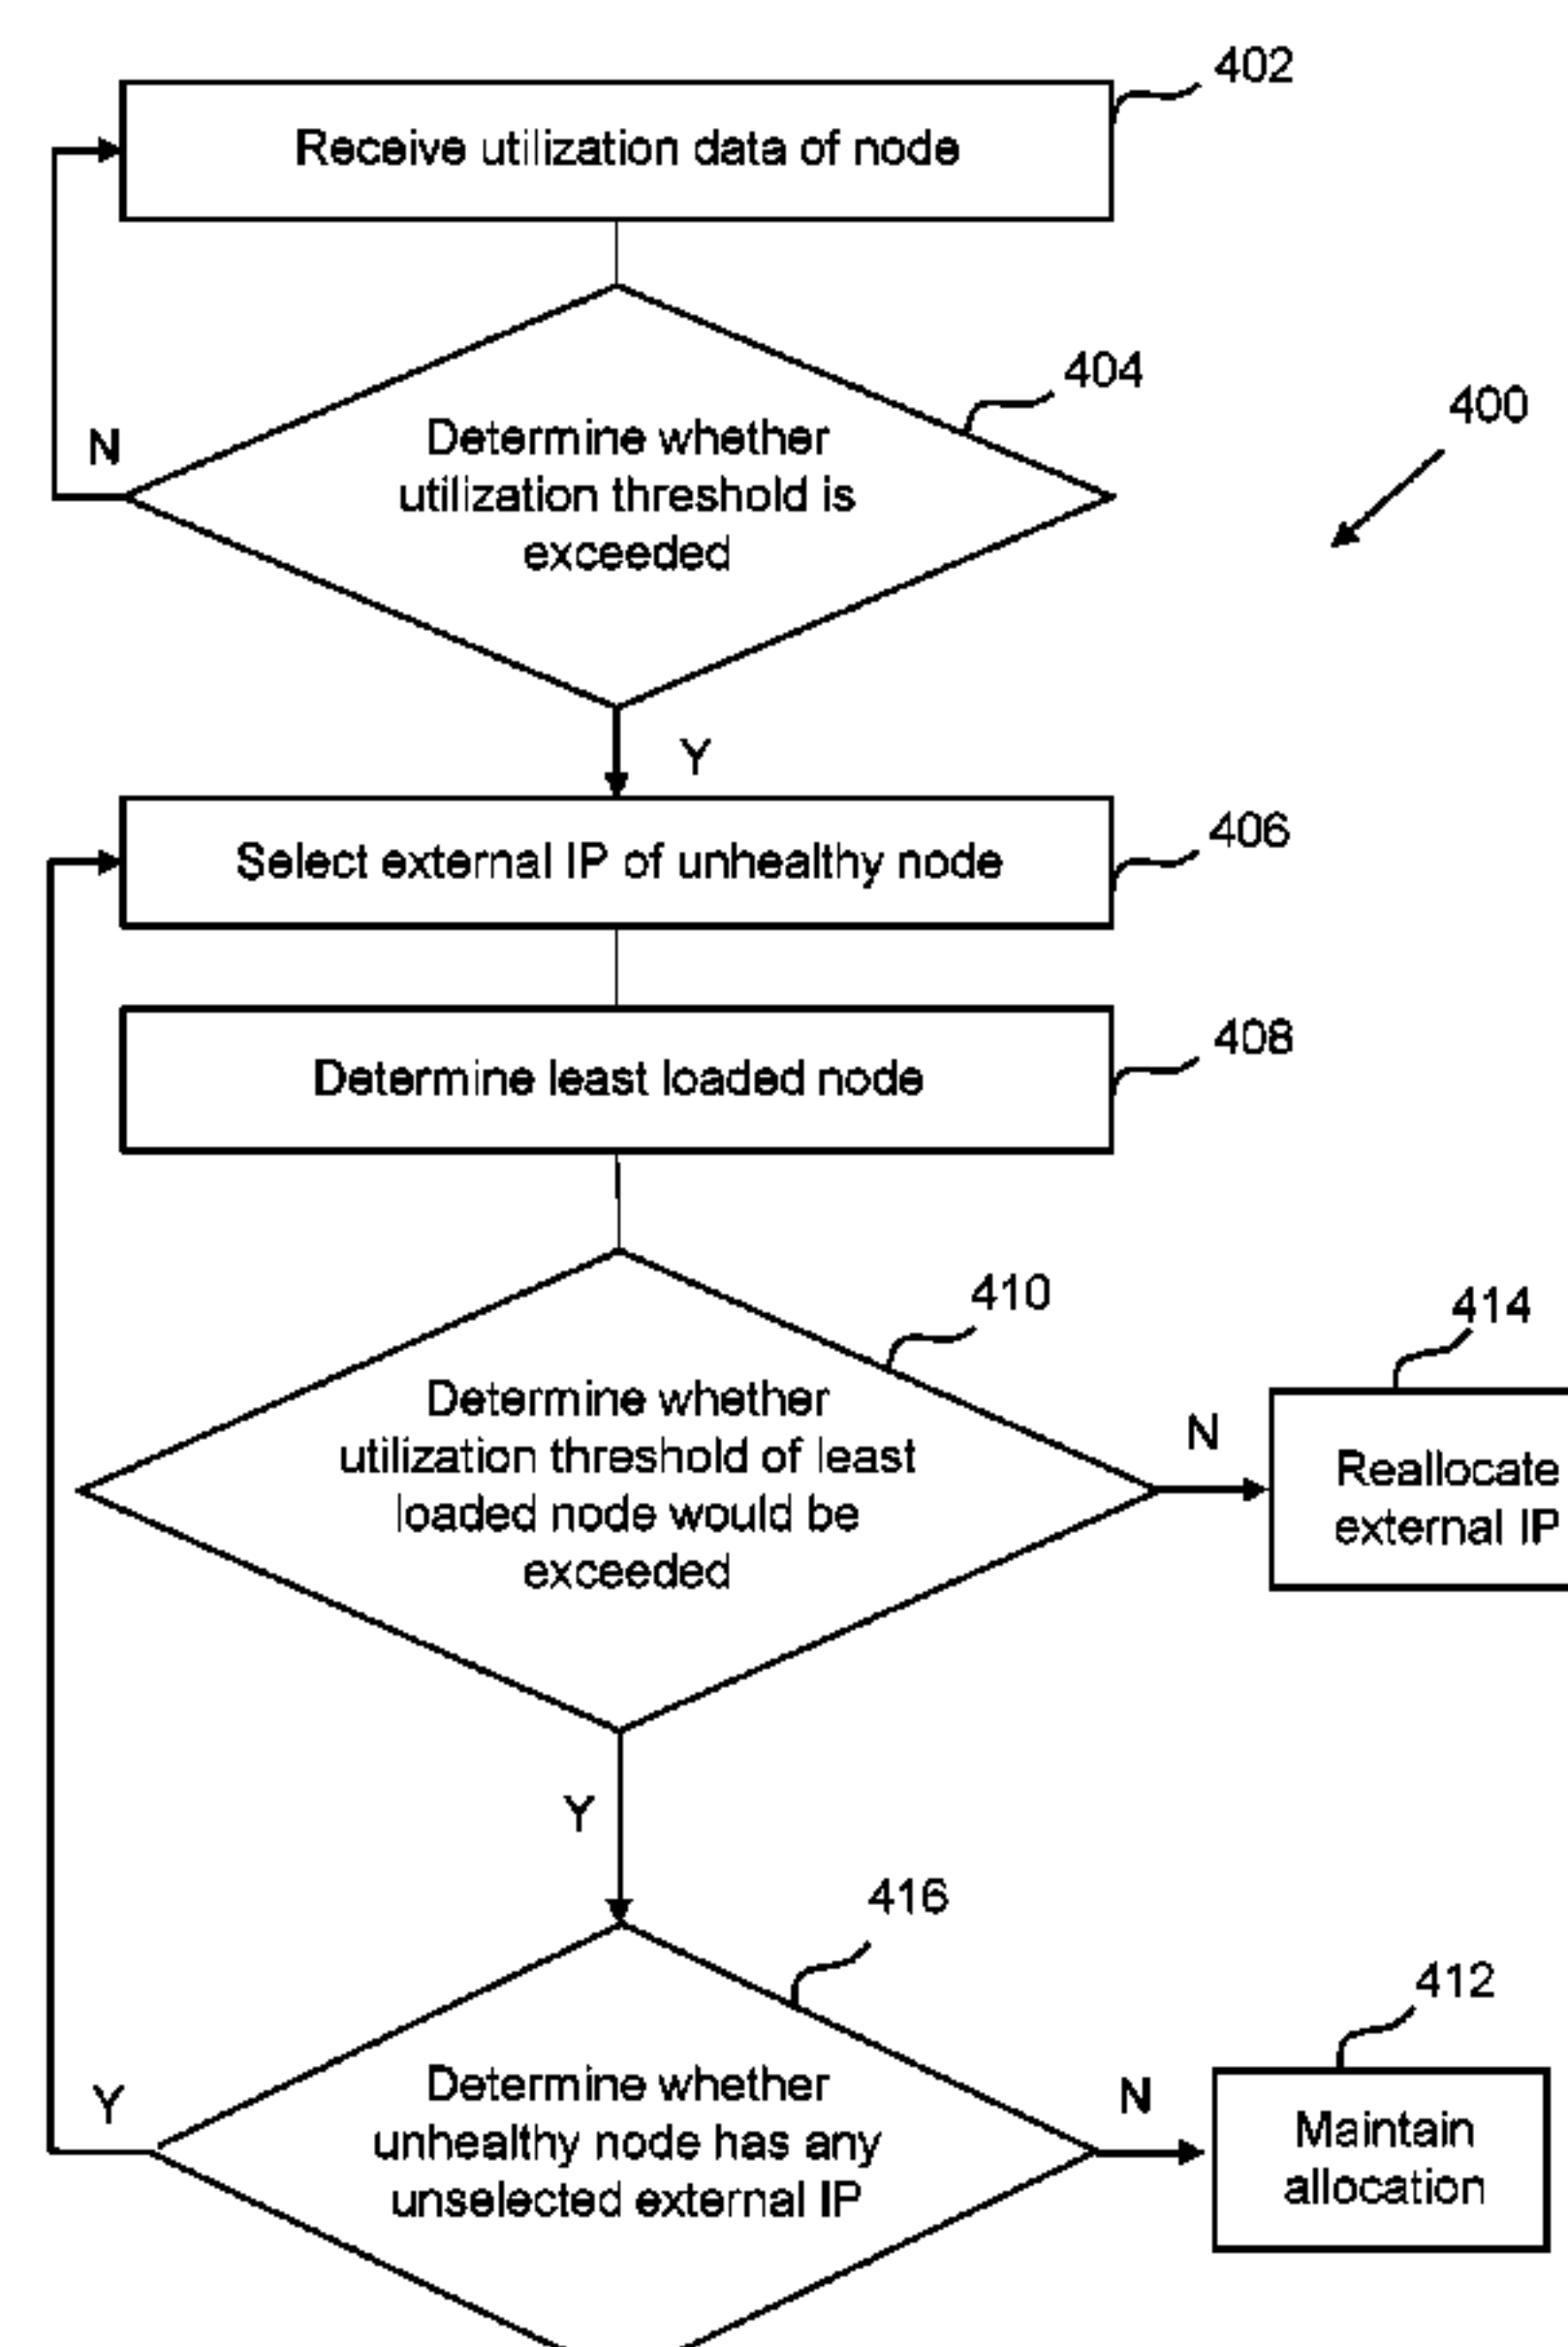 402
Receive utilization data of node
404
400
N
Determine whether
utilization threshold is
exceeded
Y
406
Select external IP of unhealthy node
408
Determine least loaded node
410
414
Determine whether
utilization threshold of least
loaded node would be
exceeded
N
Reallocate
external IP
Y
416
412
Y
Determine whether
unhealthy node has any
unselected external IP
N
Maintain
allocation